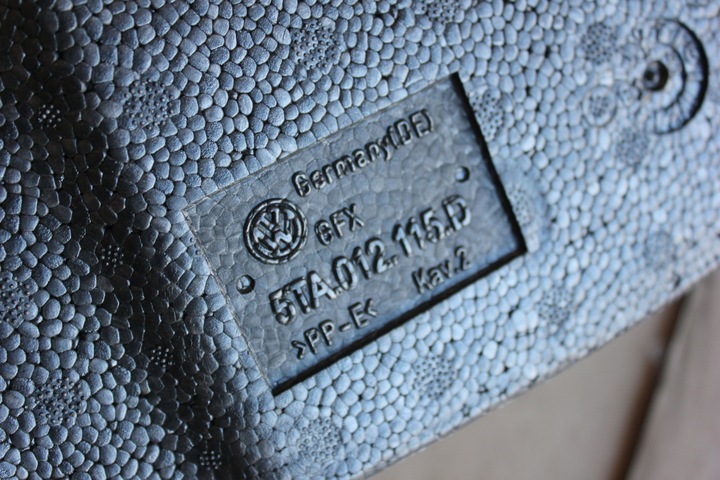 Germany(DE)
GFX
5TA.012.115.D
>PP-E< Kav.2